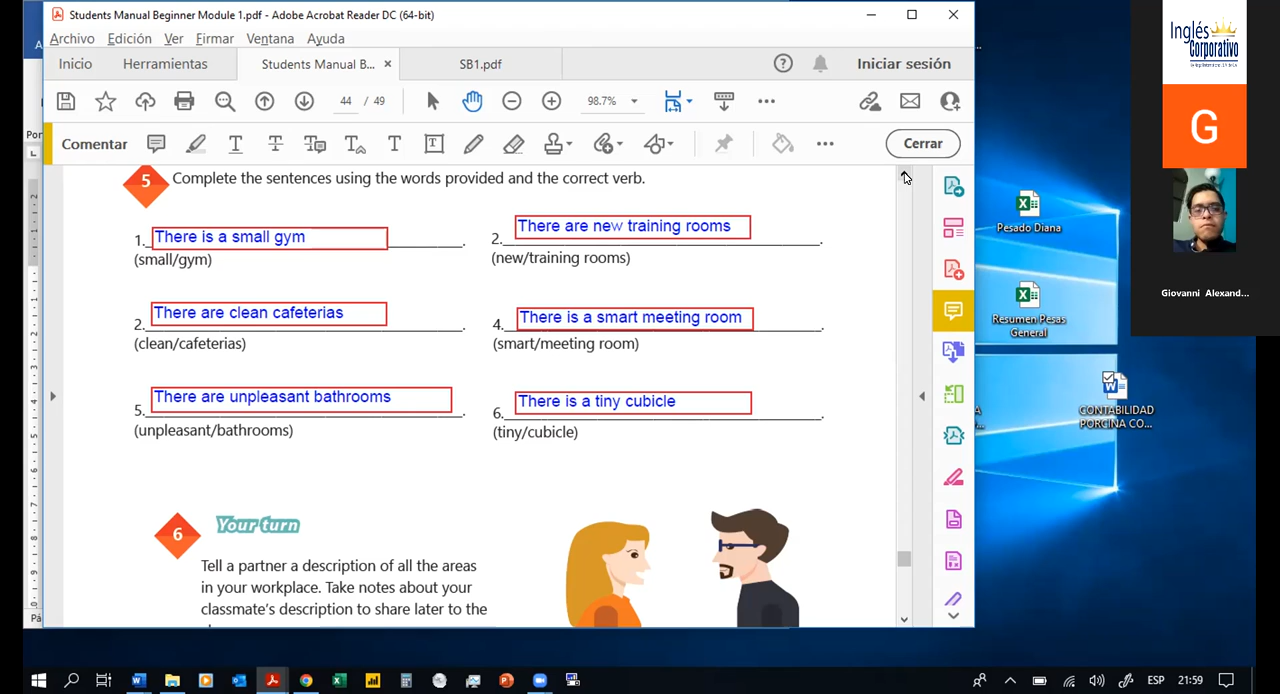 Students Manual Beginner Module 1.pdf - Adobe Acrobat Reader DC (64-bit)
Archivo Edición Ver Firmar Ventana Ayuda
Inicio Herramientas Students Manual B... SB1.pdf Iniciar sesión
44 / 49 98.7%
Comentar Cerrar
5 Complete the sentences using the words provided and the correct verb.
1. There is a small gym .
(small/gym)
2. There are new training rooms .
(new/training rooms)
2. There are clean cafeterias .
(clean/cafeterias)
4. There is a smart meeting room .
(smart/meeting room)
5. There are unpleasant bathrooms .
(unpleasant/bathrooms)
6. There is a tiny cubicle .
(tiny/cubicle)
6 Your turn
Tell a partner a description of all the areas
in your workplace. Take notes about your
classmate's description to share later to the
Inglés
Corporativo
G
Giovanni Alexand...
Pesado Diana
Resumen Pesas
General
CONTABILIDAD
PORCINA CO...
ESP 21:59